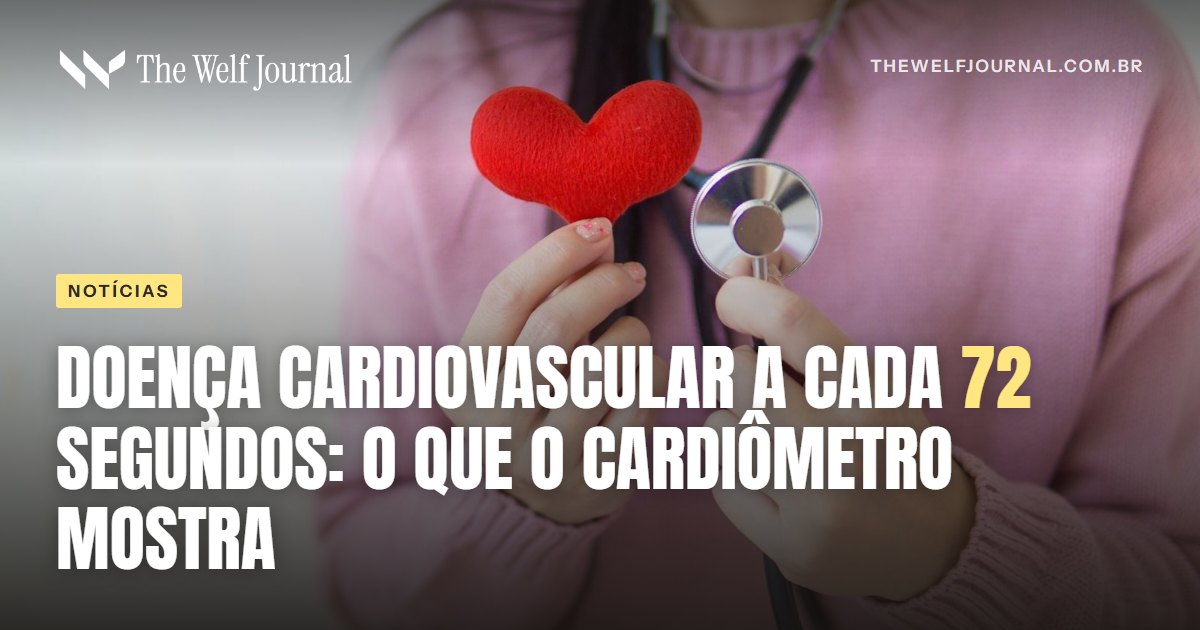 The Welf Journal
THEWELFJOURNAL.COM.BR
NOTÍCIAS
DOENÇA CARDIOVASCULAR A CADA 72
SEGUNDOS: O QUE O CARDIÔMETRO
MOSTRA